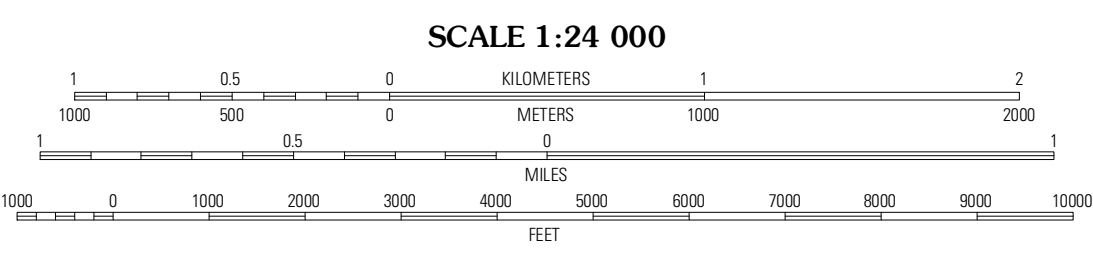 SCALE 1:24 000
1 0.5 0 KILOMETERS 1 2
1000 500 0 METERS 1000 2000
1 0.5 0 1
MILES
1000 0 1000 2000 3000 4000 5000 6000 7000 8000 9000 10000
FEET